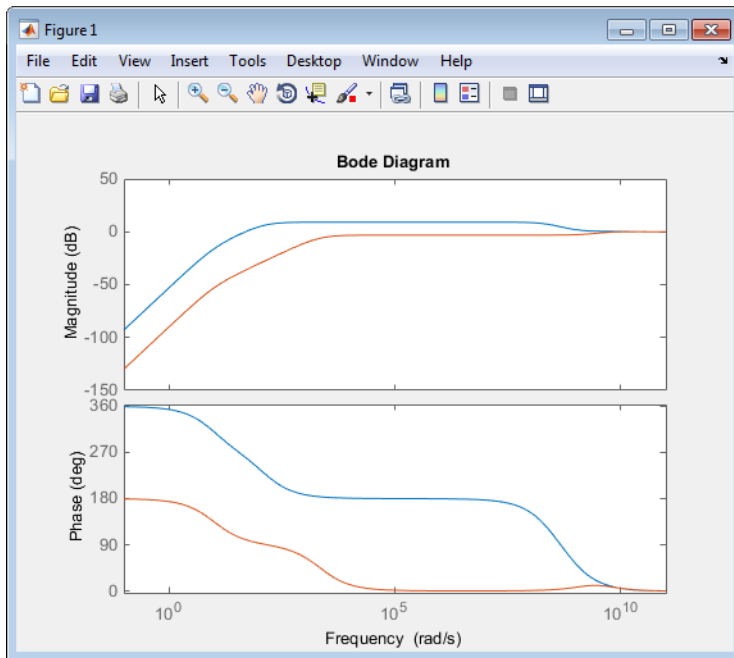 Figure 1
File Edit View Insert Tools Desktop Window Help
Bode Diagram
Magnitude (dB)
50
0
-50
-100
-150
Phase (deg)
360
270
180
90
0
10^0 10^5 10^10
Frequency (rad/s)